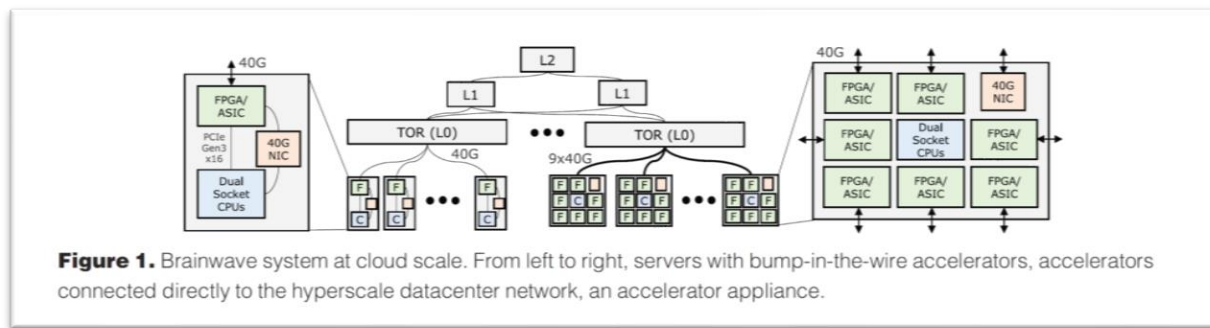 40G
FPGA/
ASIC
PCIe
Gen3
x16
40G
NIC
Dual
Socket
CPUs
L2
L1
L1
TOR (L0)
•••
TOR (L0)
40G
9x40G
F
C
F
C
•••
F
C
F F
F C F
F F F
F F
F C F
F F F
•••
F F
F C F
F F F
40G
FPGA/
ASIC
FPGA/
ASIC
40G
NIC
FPGA/
ASIC
Dual
Socket
CPUs
FPGA/
ASIC
FPGA/
ASIC
FPGA/
ASIC
FPGA/
ASIC
Figure 1. Brainwave system at cloud scale. From left to right, servers with bump-in-the-wire accelerators, accelerators
connected directly to the hyperscale datacenter network, an accelerator appliance.